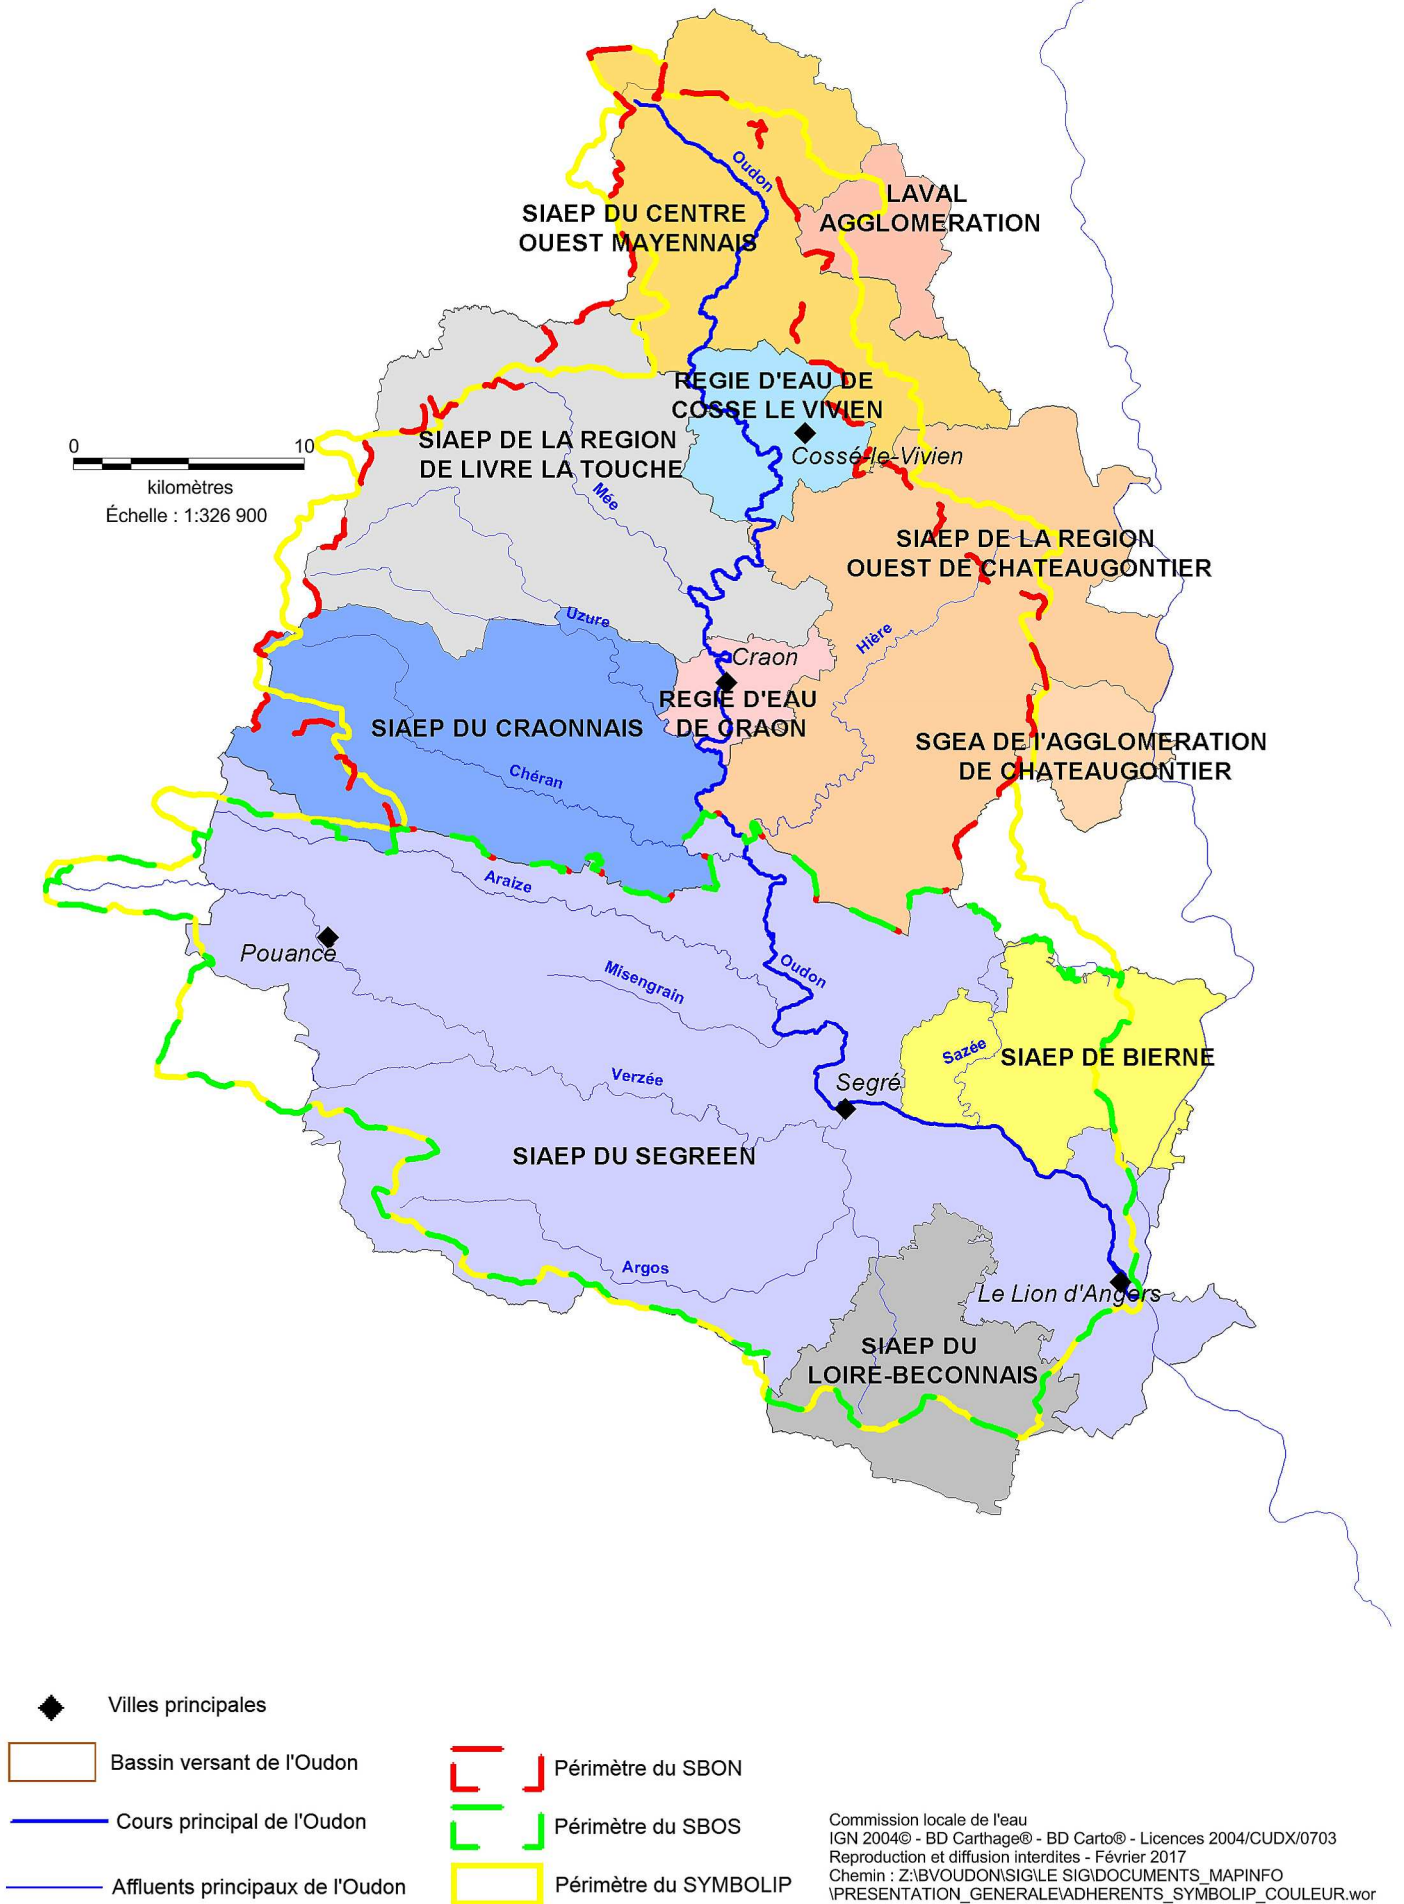 Oudon
LAVAL
AGGLOMERATION
SIAEP DU CENTRE
OUEST MAYENNAIS
REGIE D'EAU DE
COSSE LE VIVIEN
Cossé-le-Vivien
SIAEP DE LA REGION
DE LIVRE LA TOUCHE
Mée
0 10
kilomètres
Échelle : 1:326 900
SIAEP DE LA REGION
OUEST DE CHATEAUGONTIER
Uzure
Hière
Craon
REGIE D'EAU
DE CRAON
SIAEP DU CRAONNAIS
SGEA DE l'AGGLOMERATION
DE CHATEAUGONTIER
Chéran
Araize
Pouancé
Misengrain
Oudon
Sazée
SIAEP DE BIERNE
Verzée
Segré
SIAEP DU SEGREEN
Argos
Le Lion d'Angers
SIAEP DU
LOIRE-BECONNAIS
Villes principales
Bassin versant de l'Oudon
Cours principal de l'Oudon
Affluents principaux de l'Oudon
Périmètre du SBON
Périmètre du SBOS
Périmètre du SYMBOLIP
Commission locale de l'eau
IGN 2004© - BD Carthage® - BD Carto® - Licences 2004/CUDX/0703
Reproduction et diffusion interdites - Février 2017
Chemin : Z:\BVOUDON\SIG\LE SIG\DOCUMENTS_MAPINFO
\PRESENTATION_GENERALE\ADHERENTS_SYMBOLIP_COULEUR.wor